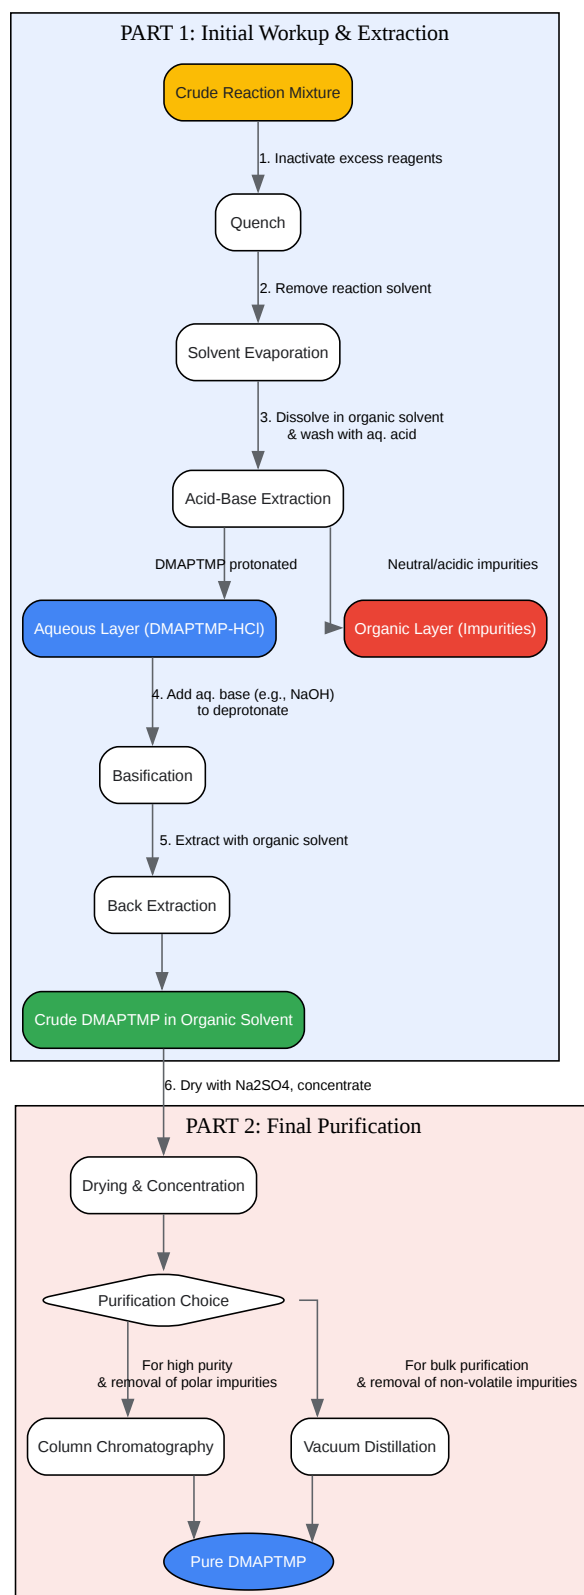 PART 1: Initial Workup & Extraction
Crude Reaction Mixture
1. Inactivate excess reagents
Quench
2. Remove reaction solvent
Solvent Evaporation
3. Dissolve in organic solvent
& wash with aq. acid
Acid-Base Extraction
DMAPTMP protonated
Neutral/acidic impurities
Aqueous Layer (DMAPTMP-HCl)
Organic Layer (Impurities)
4. Add aq. base (e.g., NaOH)
to deprotonate
Basification
5. Extract with organic solvent
Back Extraction
Crude DMAPTMP in Organic Solvent
6. Dry with Na2SO4, concentrate
PART 2: Final Purification
Drying & Concentration
Purification Choice
For high purity
& removal of polar impurities
For bulk purification
& removal of non-volatile impurities
Column Chromatography
Vacuum Distillation
Pure DMAPTMP